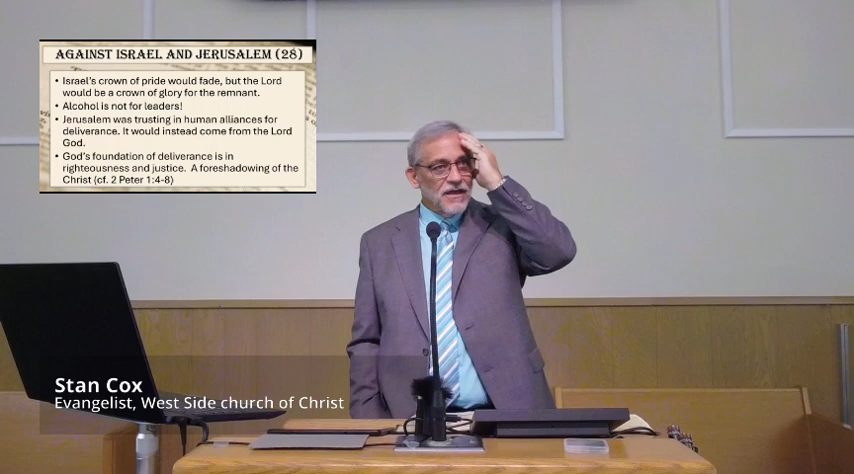 AGAINST ISRAEL AND JERUSALEM (28)
• Israel's crown of pride would fade, but the Lord
would be a crown of glory for the remnant.
• Alcohol is not for leaders!
• Jerusalem was trusting in human alliances for
deliverance. It would instead come from the Lord
God.
• God's foundation of deliverance is in
righteousness and justice. A foreshadowing of the
Christ (cf. 2 Peter 1:4-8)
Stan Cox
Evangelist, West Side church of Christ